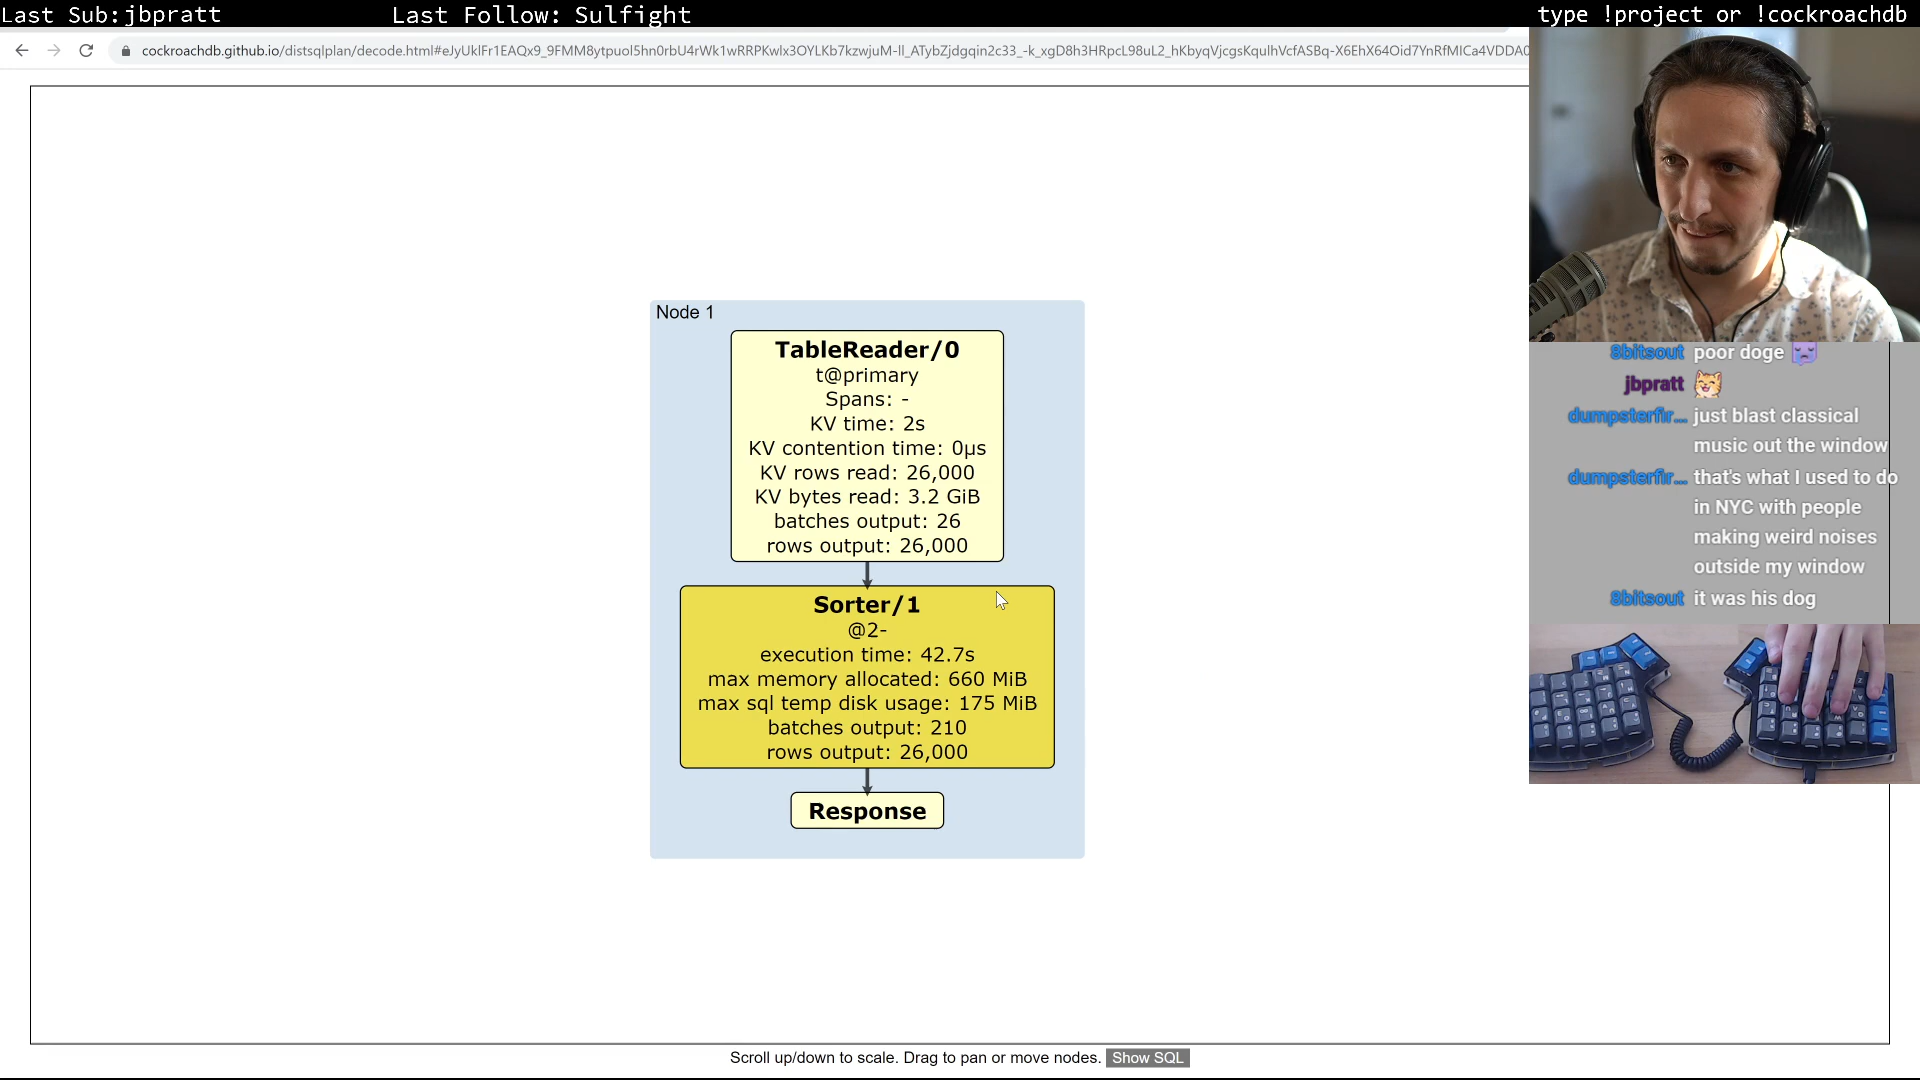 Last Sub:jbpratt
Last Follow: Sulfight
type !project or !cockroachdb
cockroachdb.github.io/distsqlplan/decode.html#
Node 1
TableReader/0
t@primary
Spans: -
KV time: 2s
KV contention time: 0µs
KV rows read: 26,000
KV bytes read: 3.2 GiB
batches output: 26
rows output: 26,000
Sorter/1
@2-
execution time: 42.7s
max memory allocated: 660 MiB
max sql temp disk usage: 175 MiB
batches output: 210
rows output: 26,000
Response
Scroll up/down to scale. Drag to pan or move nodes. Show SQL
8bitsout poor doge
jbpratt
dumpsterfir... just blast classical
music out the window
dumpsterfir... that's what I used to do
in NYC with people
making weird noises
outside my window
8bitsout it was his dog